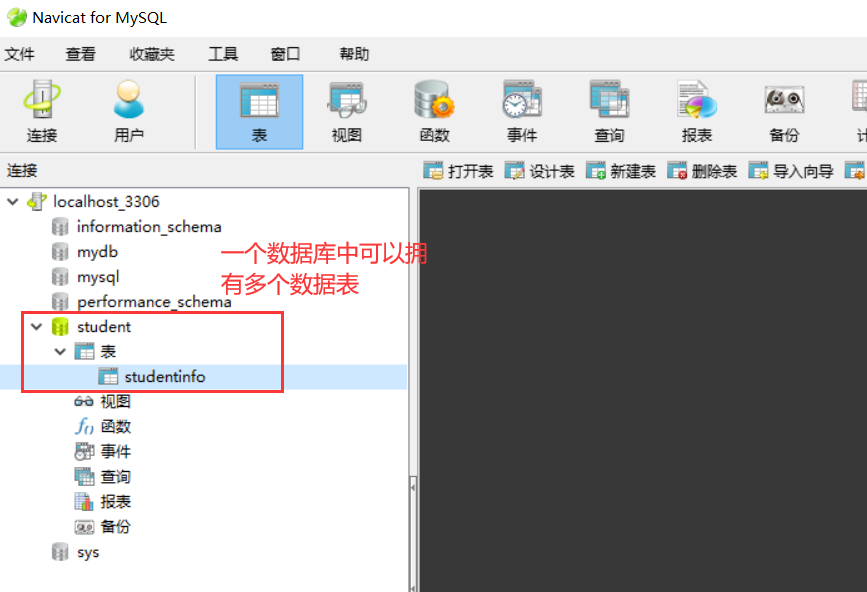 Navicat for MySQL
文件 查看 收藏夹 工具 窗口 帮助
连接 用户 表 视图 函数 事件 查询 报表 备份
连接 打开表 设计表 新建表 删除表 导入向导
localhost_3306
information_schema
mydb
一个数据库中可以拥
mysql
有多个数据表
performance_schema
student
表
studentinfo
视图
函数
事件
查询
报表
备份
sys